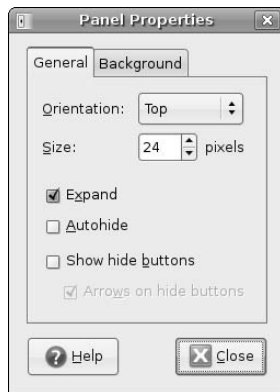 Panel Properties
General Background
Orientation: Top
Size: 24 pixels
Expand
Autohide
Show hide buttons
Arrows on hide buttons
Help Close